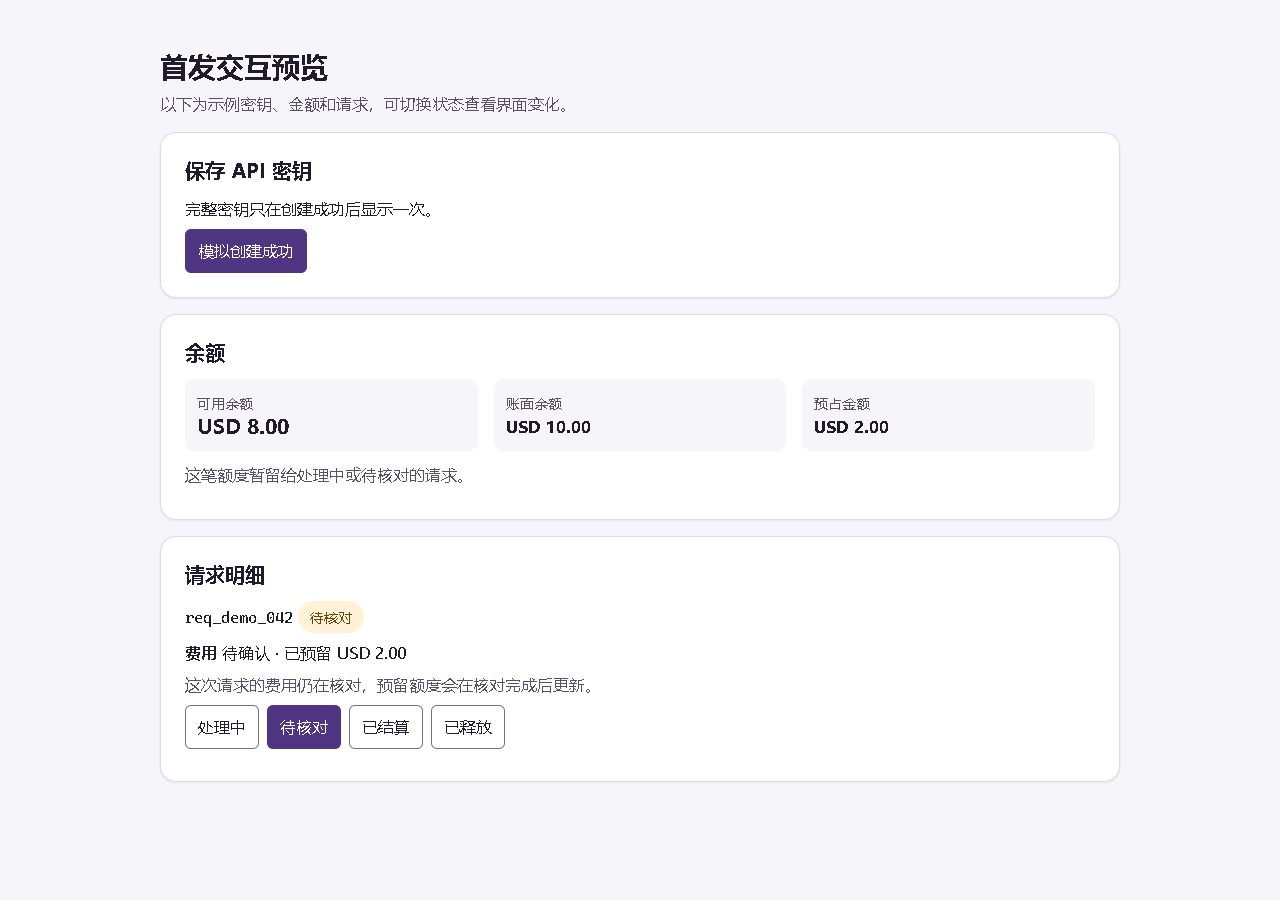 首发交互预览
以下为示例密钥、金额和请求，可切换状态查看界面变化。
保存 API 密钥
完整密钥只在创建成功后显示一次。
模拟创建成功
余额
可用余额
USD 8.00
账面余额
USD 10.00
预占金额
USD 2.00
这笔额度暂留给处理中或待核对的请求。
请求明细
req_demo_042 待核对
费用 待确认 · 已预留 USD 2.00
这次请求的费用仍在核对，预留额度会在核对完成后更新。
处理中 待核对 已结算 已释放